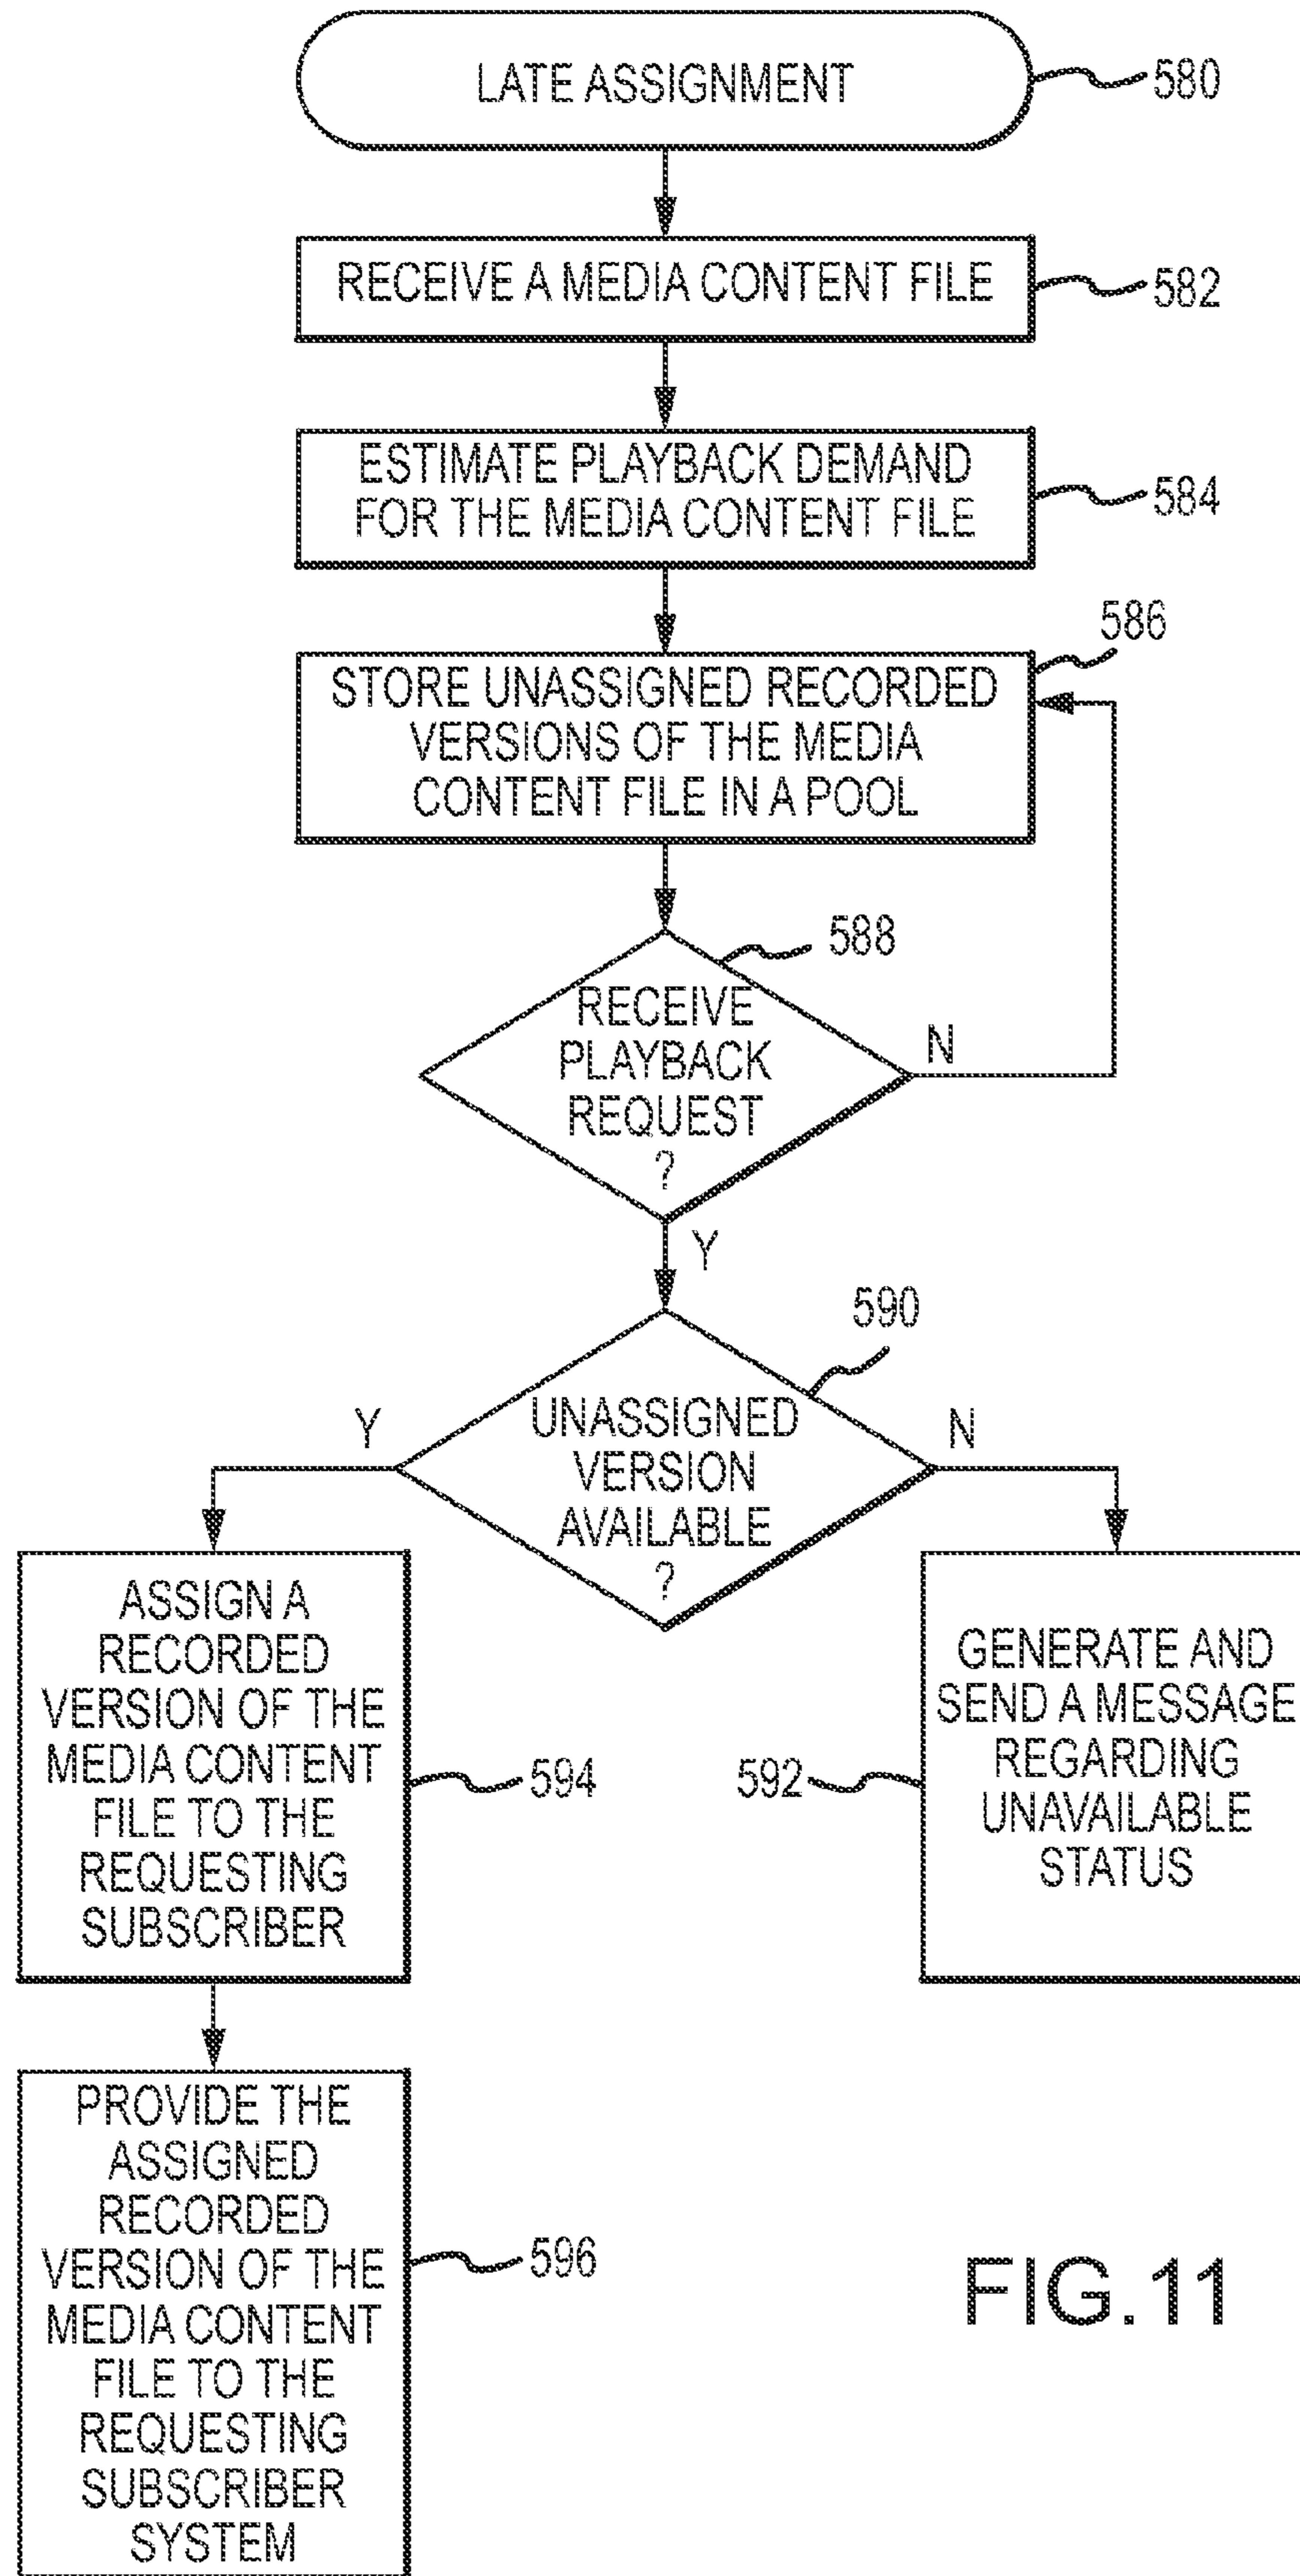 LATE ASSIGNMENT
580
RECEIVE A MEDIA CONTENT FILE
582
ESTIMATE PLAYBACK DEMAND
FOR THE MEDIA CONTENT FILE
584
586
STORE UNASSIGNED RECORDED
VERSIONS OF THE MEDIA
CONTENT FILE IN A POOL
588
RECEIVE
PLAYBACK
REQUEST
?
N
Y
590
UNASSIGNED
VERSION
AVAILABLE
?
Y
N
ASSIGN A
RECORDED
VERSION OF THE
MEDIA CONTENT
FILE TO THE
REQUESTING
SUBSCRIBER
594
592
GENERATE AND
SEND A MESSAGE
REGARDING
UNAVAILABLE
STATUS
PROVIDE THE
ASSIGNED
RECORDED
VERSION OF THE
MEDIA CONTENT
FILE TO THE
REQUESTING
SUBSCRIBER
SYSTEM
596
FIG.11